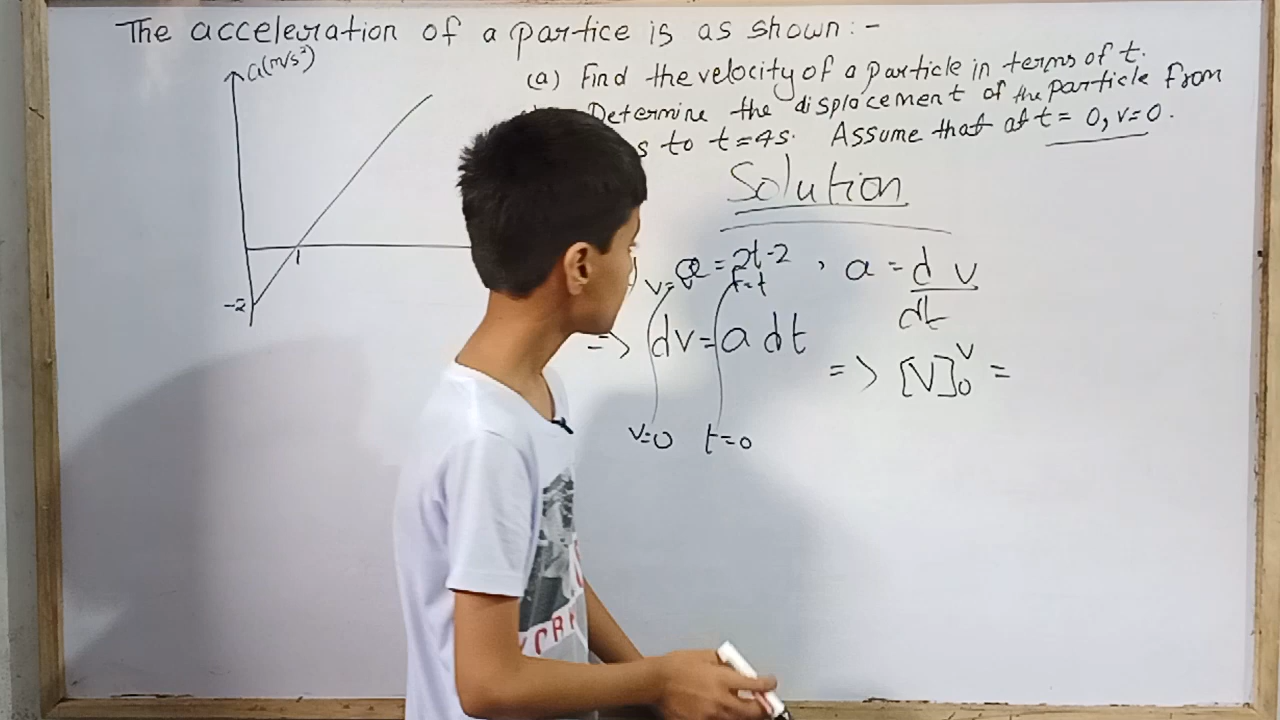 The acceleration of a partice is as shown:-
a(m/s²)
(a) Find the velocity of a particle in terms of t.
Determine the displacement of the particle from
s to t=4s. Assume that at t=0, v=0.
Solution
1
-2
a = 2t-2 , a = dv/dt
v= t=t
=> dv = a dt
=> [V]₀ⱽ =
v=0 t=0